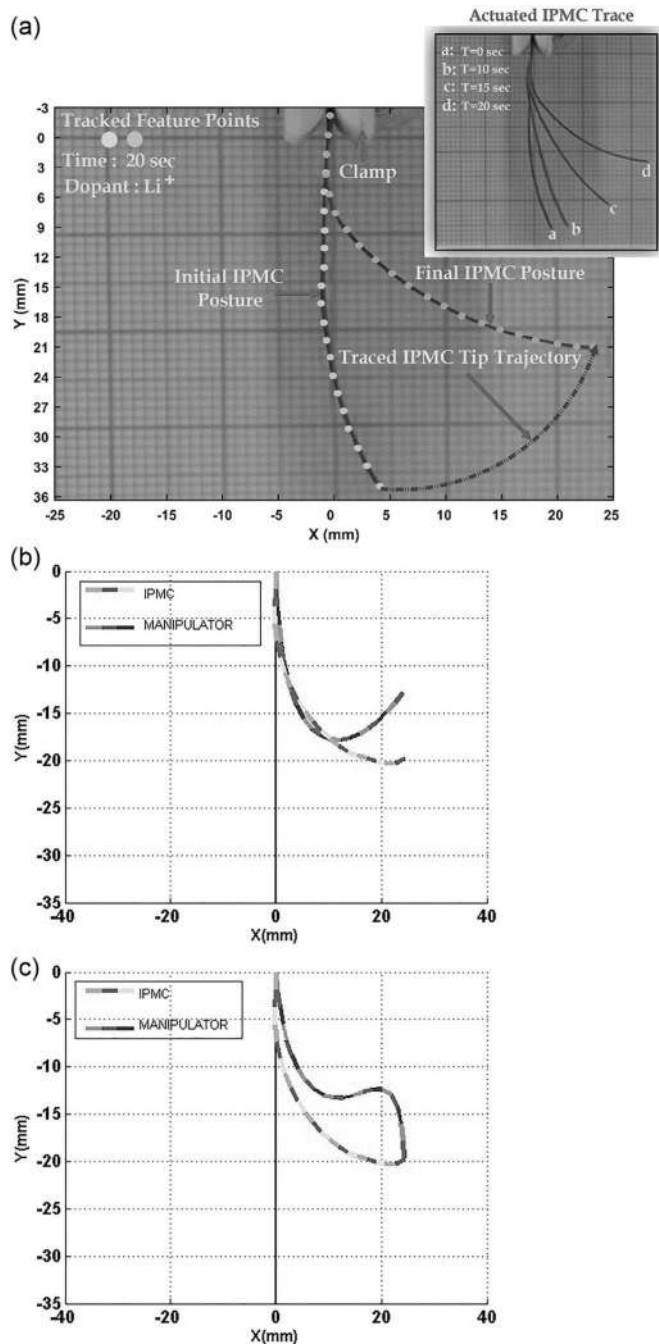 (a)
Actuated IPMC Trace
a: T=0 sec
b: T=10 sec
c: T=15 sec
d: T=20 sec
d
c
a
b
Tracked Feature Points
Time : 20 sec
Dopant : Li+
Clamp
Initial IPMC
Posture
Final IPMC Posture
Traced IPMC Tip Trajectory
Y (mm)
-3
0
3
6
9
12
15
18
21
24
27
30
33
36
-25 -20 -15 -10 -5 0 5 10 15 20 25
X (mm)
(b)
IPMC
MANIPULATOR
Y(mm)
0
-5
-10
-15
-20
-25
-30
-35
-40 -20 0 20 40
X(mm)
(c)
IPMC
MANIPULATOR
Y(mm)
0
-5
-10
-15
-20
-25
-30
-35
-40 -20 0 20 40
X(mm)